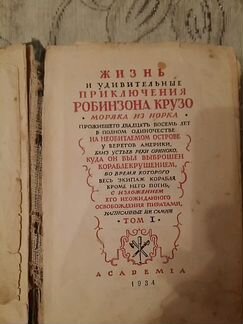 ЖИЗНЬ
И УДИВИТЕЛЬНЫЕ
ПРИКЛЮЧЕНИЯ
РОБИНЗОНА КРУЗО
МОРЯКА ИЗ ЙОРКА
ПРОЖИВШЕГО ДВАДЦАТЬ ВОСЕМЬ ЛЕТ
В ПОЛНОМ ОДИНОЧЕСТВЕ
НА НЕОБИТАЕМОМ ОСТРОВЕ
У БЕРЕГОВ АМЕРИКИ,
БЛИЗ УСТЬЕВ РЕКИ ОРИНОКО,
КУДА ОН БЫЛ ВЫБРОШЕН
КОРАБЛЕКРУШЕНИЕМ,
ВО ВРЕМЯ КОТОРОГО
ВЕСЬ ЭКИПАЖ КОРАБЛЯ
КРОМЕ НЕГО ПОГИБ;
С ИЗЛОЖЕНИЕМ
ЕГО НЕОЖИДАННОГО
ОСВОБОЖДЕНИЯ ПИРАТАМИ,
НАПИСАННЫЕ ИМ САМИМ
• ТОМ I •
ACADEMIA
1934